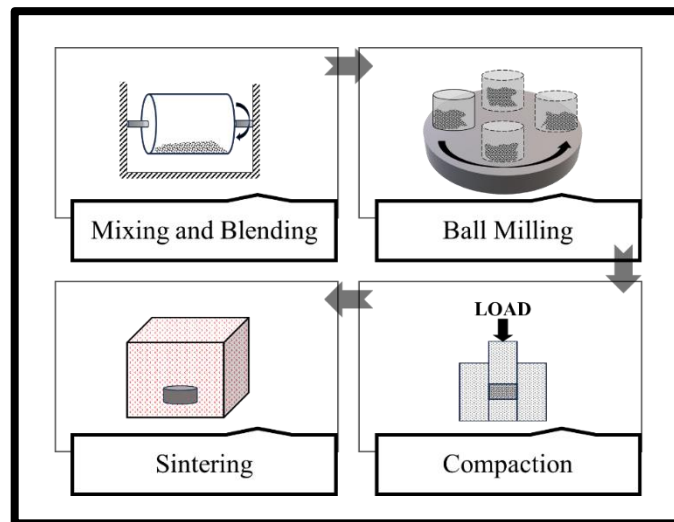 Mixing and Blending
Ball Milling
LOAD
Sintering
Compaction